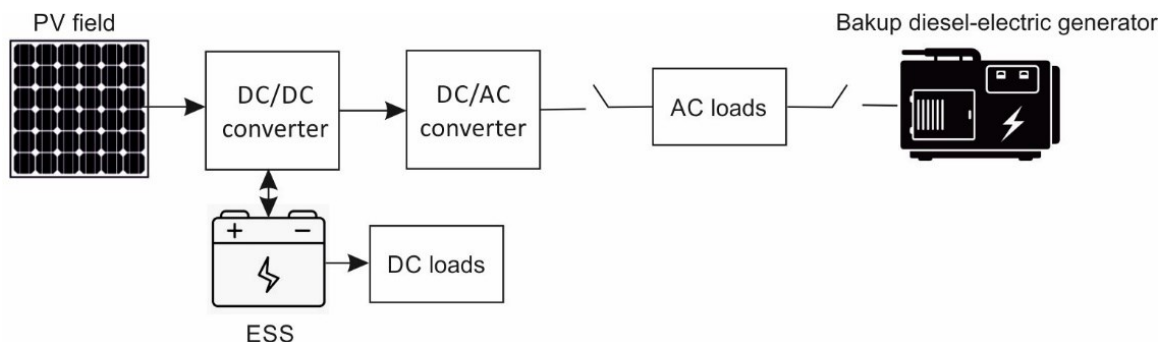 PV field
Bakup diesel-electric generator
DC/DC
converter
DC/AC
converter
AC loads
+ −
DC loads
ESS